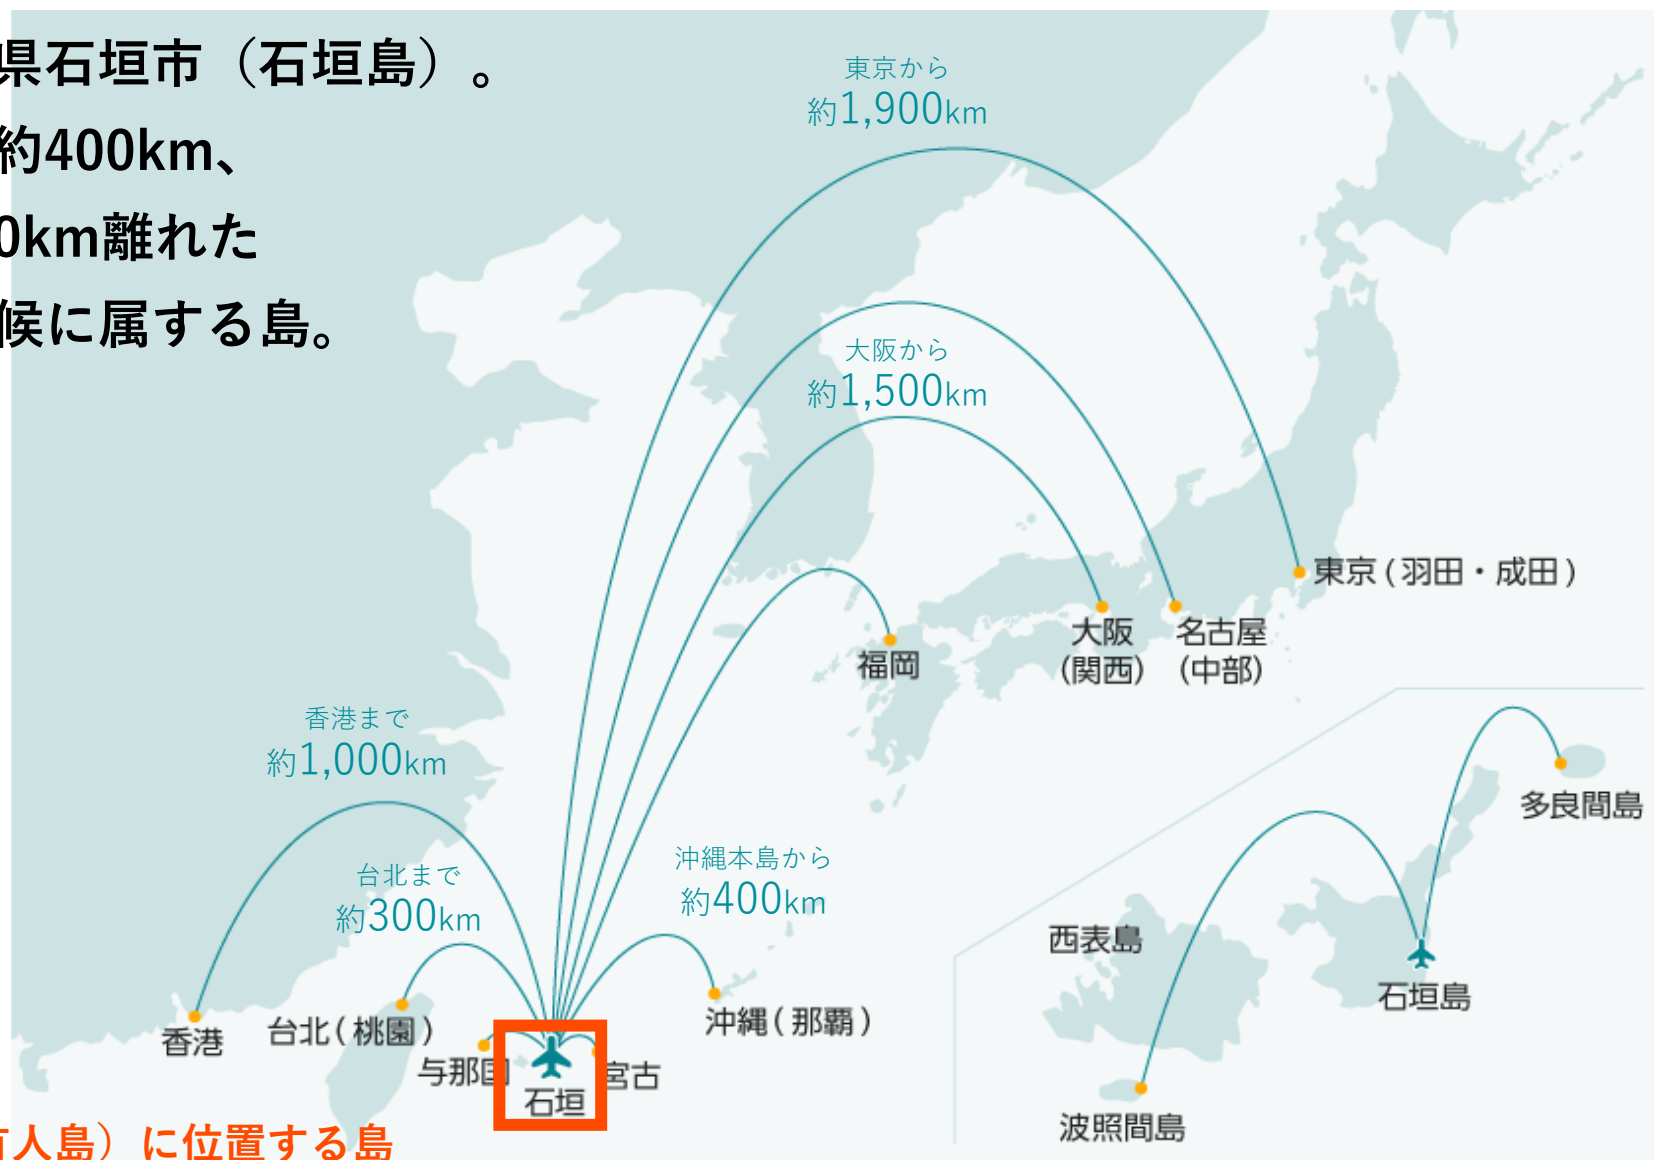 県石垣市（石垣島）。
約400km、
0km離れた
候に属する島。
東京から
約1,900km
大阪から
約1,500km
東京(羽田・成田)
大阪
(関西)
名古屋
(中部)
福岡
香港まで
約1,000km
台北まで
約300km
沖縄本島から
約400km
香港
台北(桃園)
与那国
石垣
宮古
沖縄(那覇)
多良間島
西表島
石垣島
波照間島
有人島）に位置する島